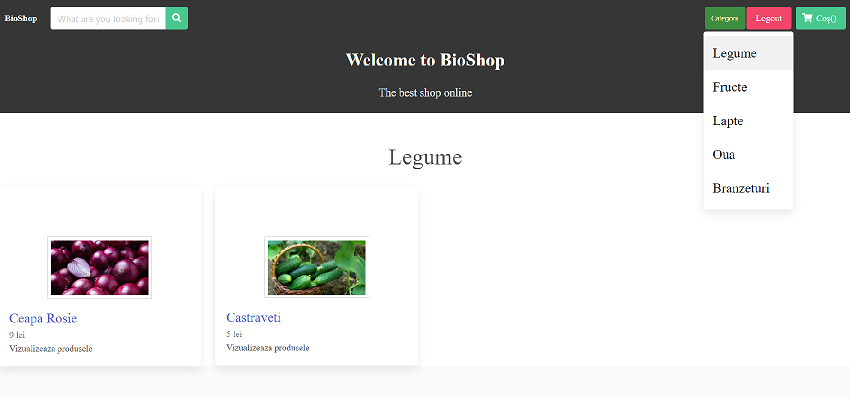 BioShop
What are you looking for?
Categorii
Logout
Coș()
Welcome to BioShop
The best shop online
Legume
Fructe
Lapte
Oua
Branzeturi
Legume
Ceapa Rosie
9 lei
Vizualizeaza produsele
Castraveti
5 lei
Vizualizeaza produsele